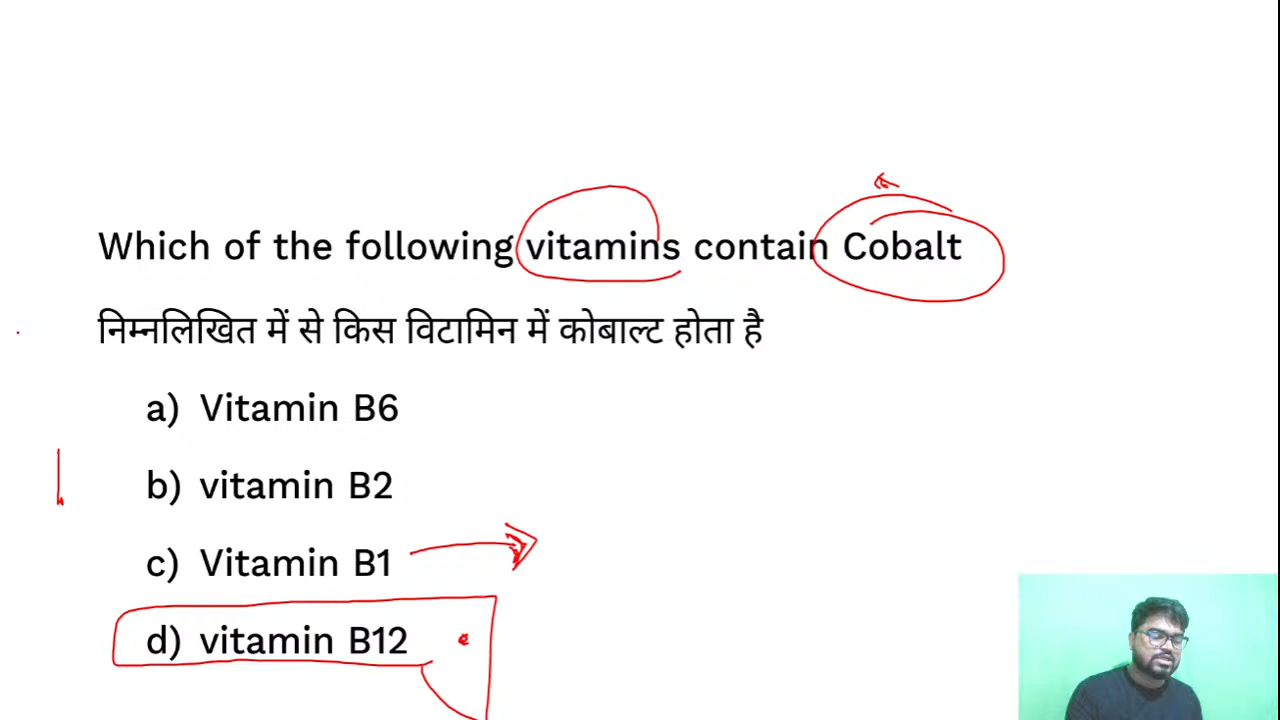 Which of the following vitamins contain Cobalt
निम्नलिखित में से किस विटामिन में कोबाल्ट होता है
a) Vitamin B6
b) vitamin B2
c) Vitamin B1
d) vitamin B12